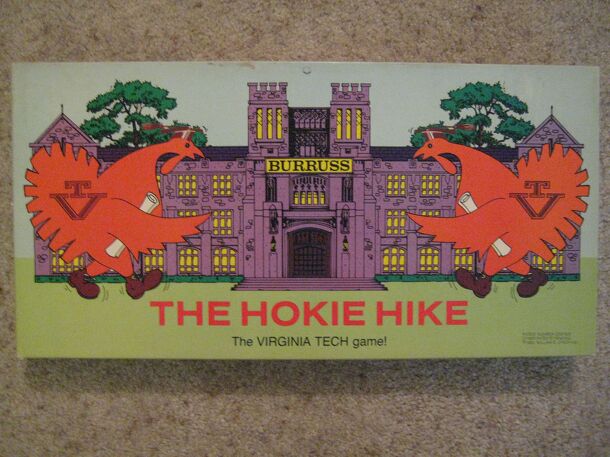 BURRUSS
VT
VT
THE HOKIE HIKE
The VIRGINIA TECH game!